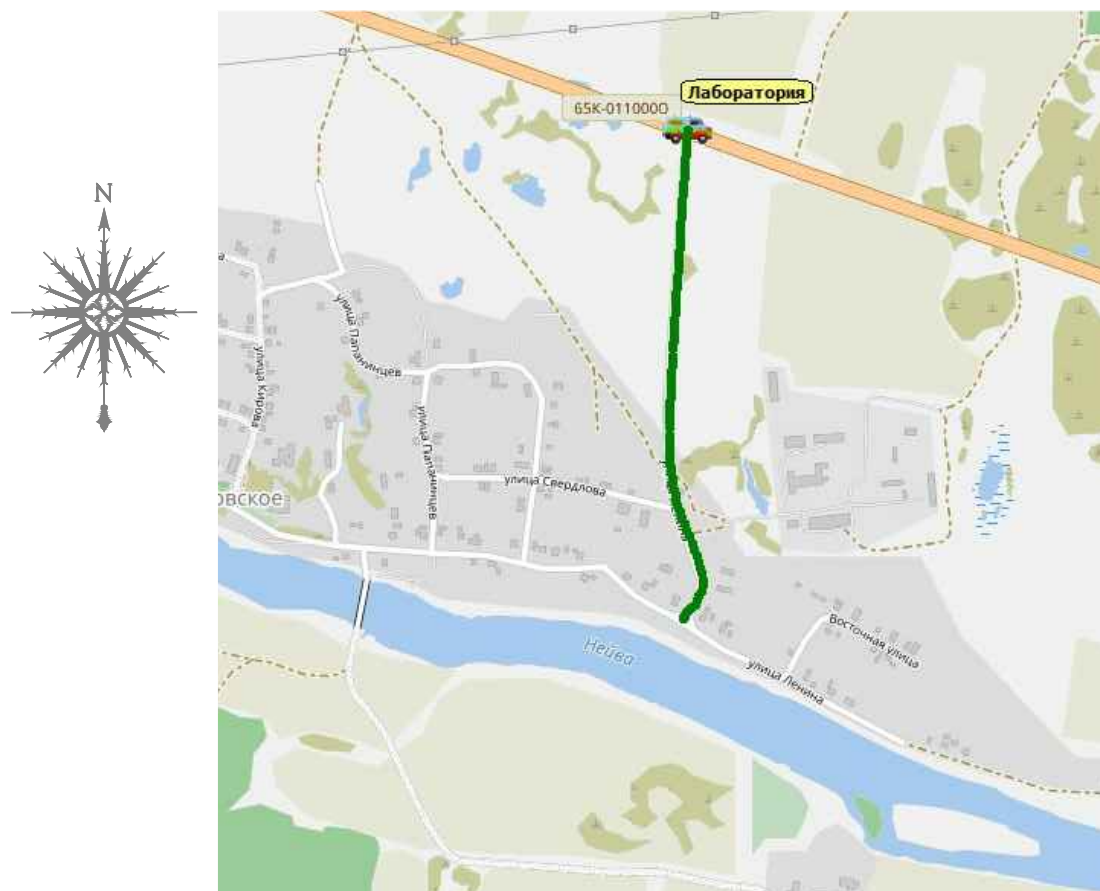 Лаборатория
65К-0110000
N
а
улица Папанинцев
улица Кирова
улица Папанинцев
улица Свердлова
овское
Нейва
Восточная улица
улица Ленина